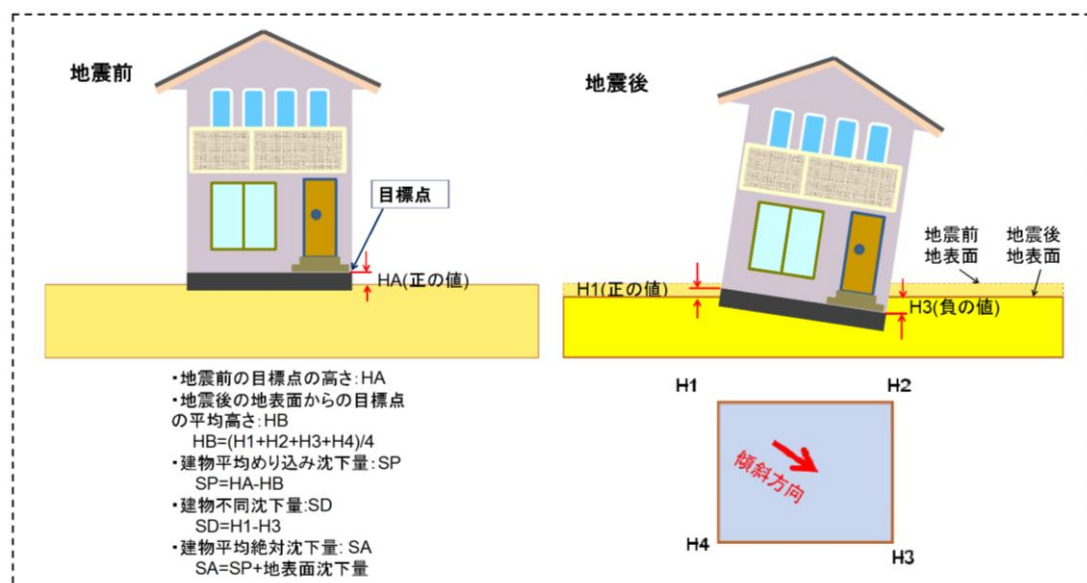 地震前
目標点
HA(正の値)
・地震前の目標点の高さ:HA
・地震後の地表面からの目標点
の平均高さ:HB
HB=(H1+H2+H3+H4)/4
・建物平均めり込み沈下量:SP
SP=HA-HB
・建物不同沈下量:SD
SD=H1-H3
・建物平均絶対沈下量: SA
SA=SP+地表面沈下量
地震後
地震前
地表面
地震後
地表面
H1(正の値)
H3(負の値)
H1
H2
傾斜方向
H4
H3